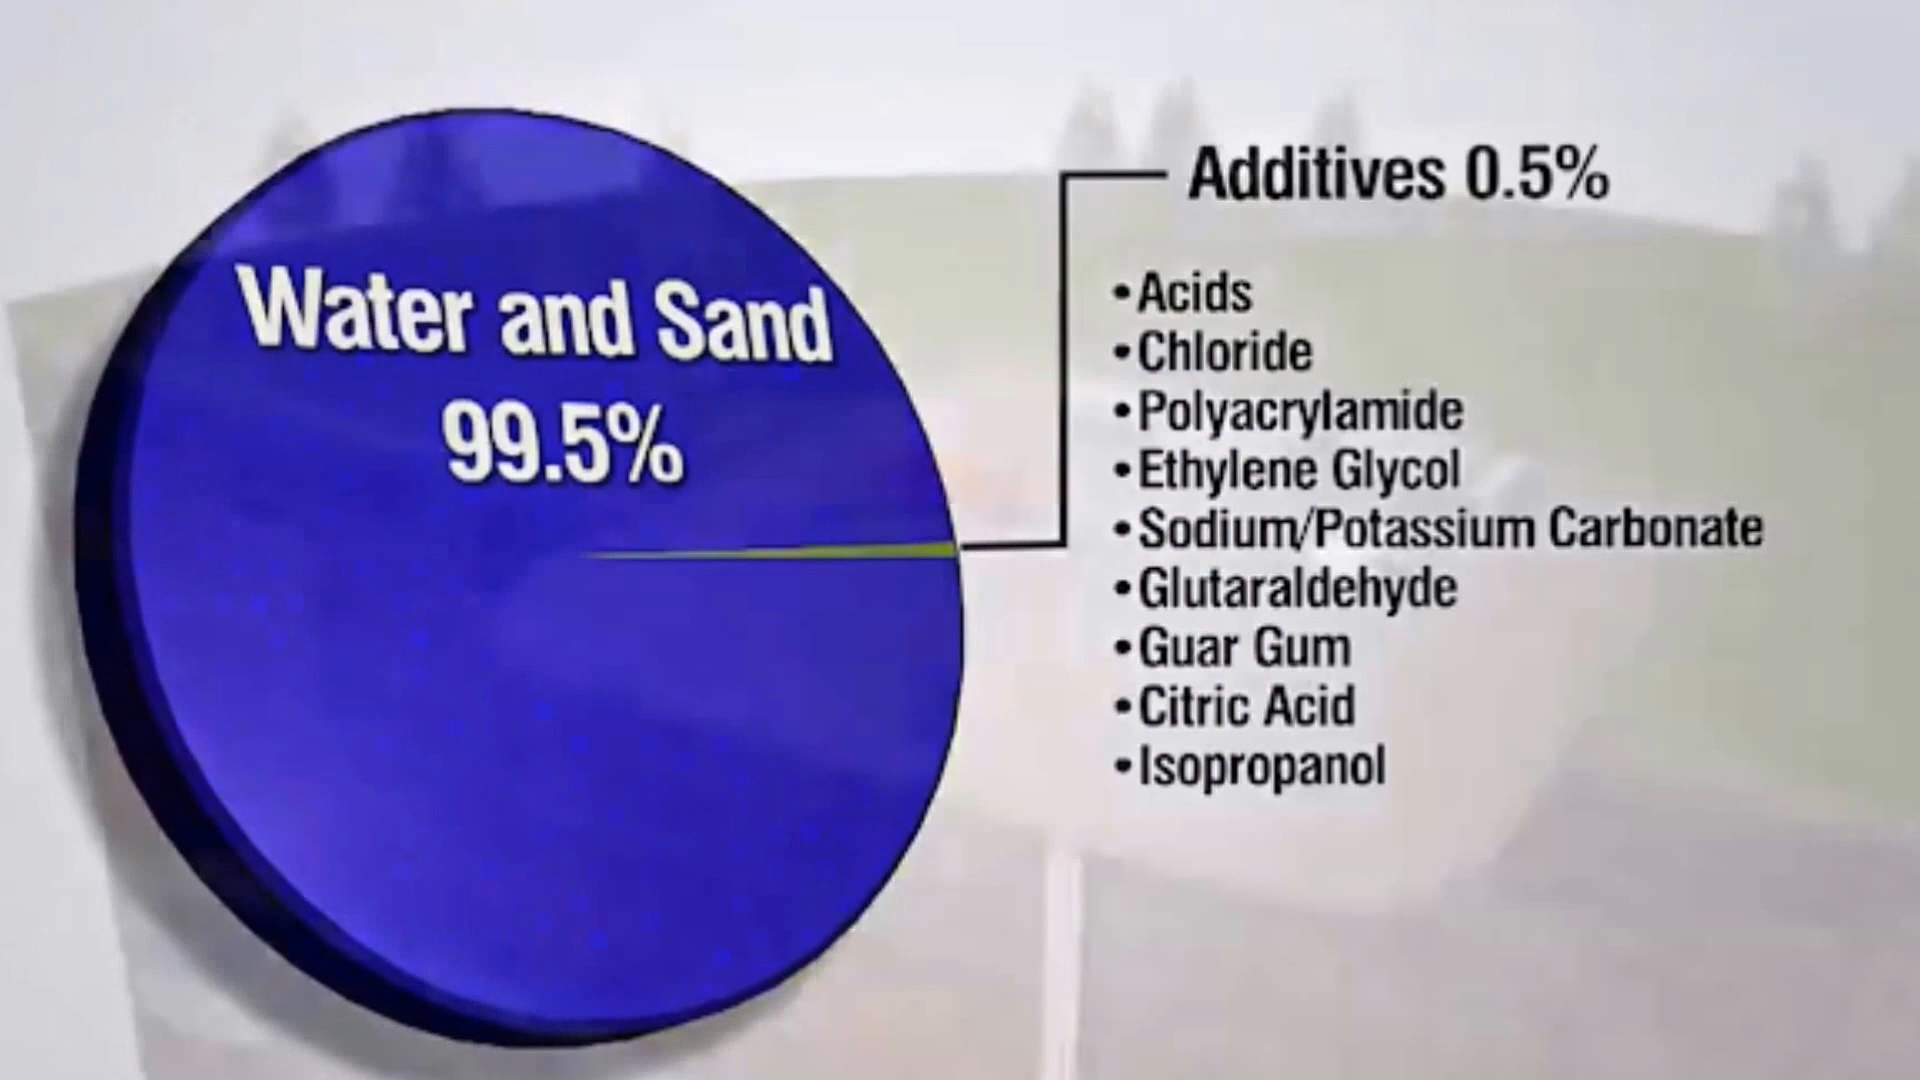 Water and Sand
99.5%
Additives 0.5%
•Acids
•Chloride
•Polyacrylamide
•Ethylene Glycol
•Sodium/Potassium Carbonate
•Glutaraldehyde
•Guar Gum
•Citric Acid
•Isopropanol